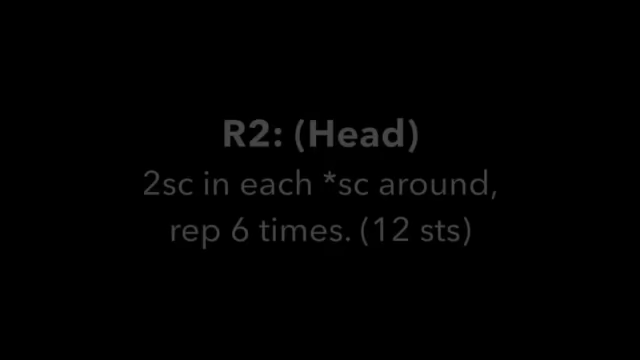 R2: (Head)
2sc in each *sc around,
rep 6 times. (12 sts)